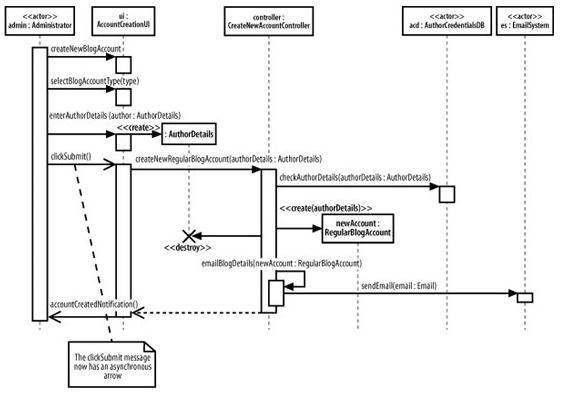 <<actor>>
admin : Administrator
ui :
AccountCreationUI
controller :
CreateNewAccountController
<<actor>>
acd : AuthorCredentialsDB
<<actor>>
es : EmailSystem
createNewBlogAccount
selectBlogAccountType(type)
enterAuthorDetails (author : AuthorDetails)
<<create>>
: AuthorDetails
clickSubmit()
createNewRegularBlogAccount(authorDetails : AuthorDetails)
checkAuthorDetails(authorDetails : AuthorDetails)
<<create(authorDetails)>>
newAccount :
RegularBlogAccount
<<destroy>>
emailBlogDetails(newAccount : RegularBlogAccount)
sendEmail(email : Email)
accountCreatedNotification()
The clickSubmit message
now has an asynchronous
arrow